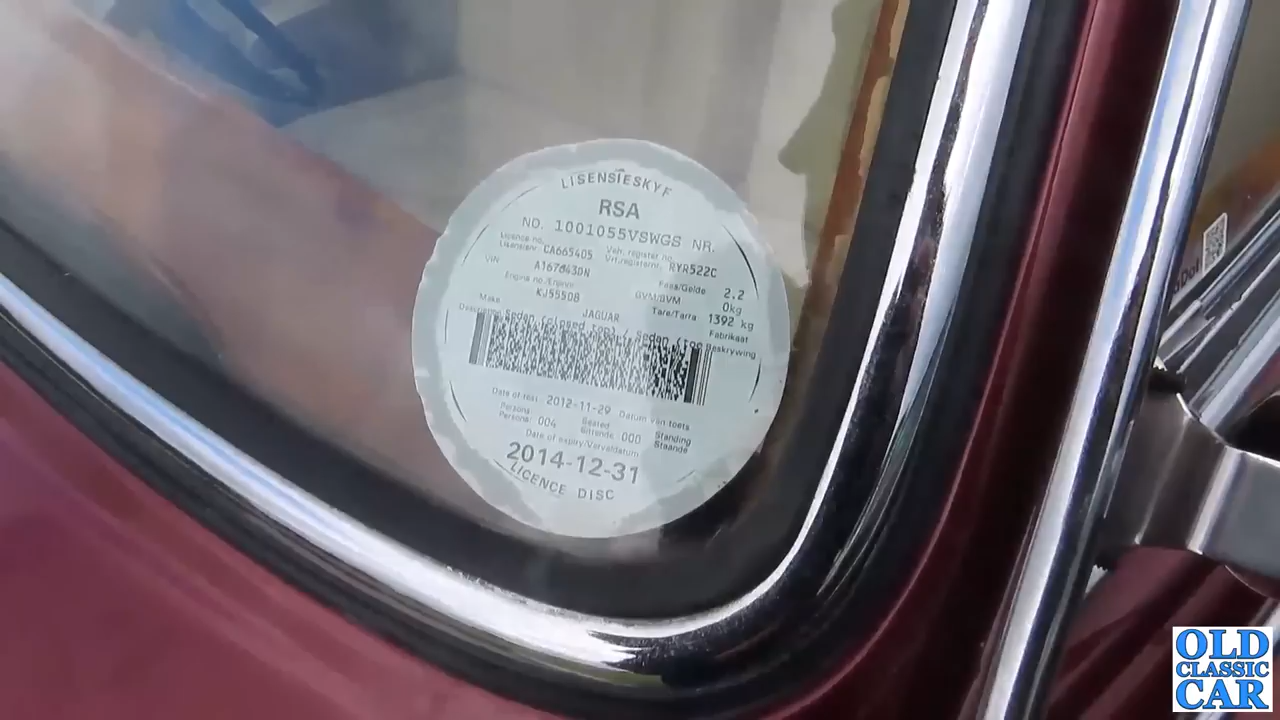 LISENSIESKYF
RSA
NO. 1001055VSWGS NR.
Licence no.
Lisensienr. CA665405
Veh. register no.
Vrt.registernr. RYR522C
VIN A167843DN
Fees/Gelde 2.2
Engine no./Enjinnr. KJ55508
GVM/BVM 0kg
Make JAGUAR
Tare/Tarra 1392 kg
Fabrikaat
Sedan (closed top) / Sedan (toe
Beskrywing
Date of test 2012-11-29 Datum van toets
Persons
Persone 004
Seated
Sittende 000
Standing
Staande
Date of expiry/Vervaldatum
2014-12-31
LICENCE DISC
OLD
CLASSIC
CAR